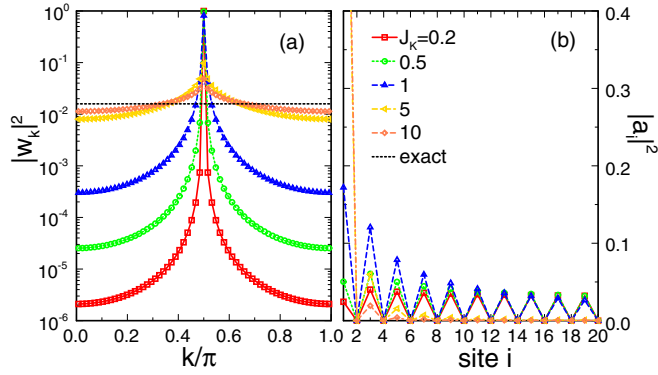 10^0
10^-1
10^-2
10^-3
10^-4
10^-5
10^-6
|w_k|^2
(a)
0.0 0.2 0.4 0.6 0.8 1.0
k/π
J_K=0.2
0.5
1
5
10
exact
(b)
2 4 6 8 10 12 14 16 18 20
site i
0.4
0.3
0.2
0.1
0.0
|a_i|^2